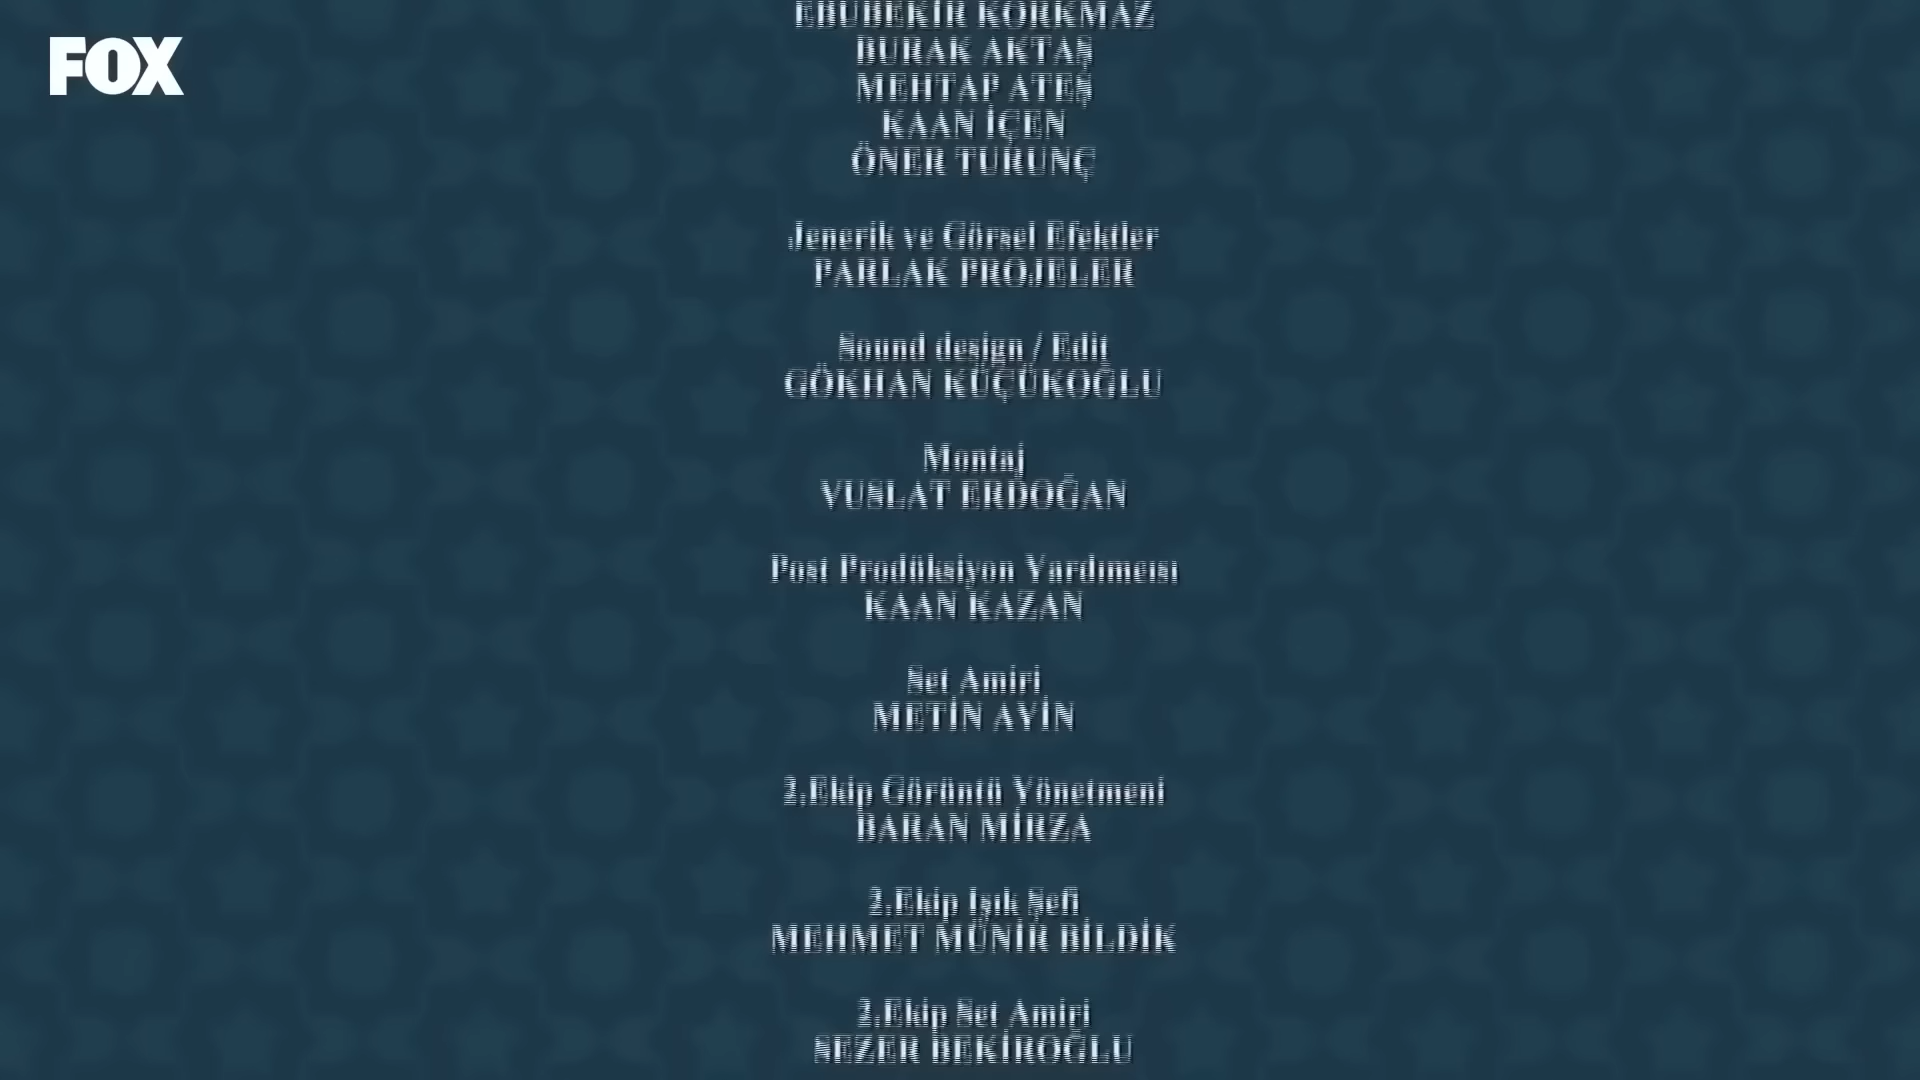 FOX
EBUBEKİR KORKMAZ
BURAK AKTAŞ
MEHTAP ATEŞ
KAAN İÇEN
ÖNER TURUNÇ
Jenerik ve Görsel Efektler
PARLAK PROJELER
Sound design / Edit
GÖKHAN KÜÇÜKOĞLU
Montaj
VUSLAT ERDOĞAN
Post Prodüksiyon Yardımcısı
KAAN KAZAN
Set Amiri
METİN AYİN
2.Ekip Görüntü Yönetmeni
BARAN MİRZA
2.Ekip Işık Şefi
MEHMET MÜNİR BİLDİK
2.Ekip Set Amiri
SEZER BEKİROĞLU